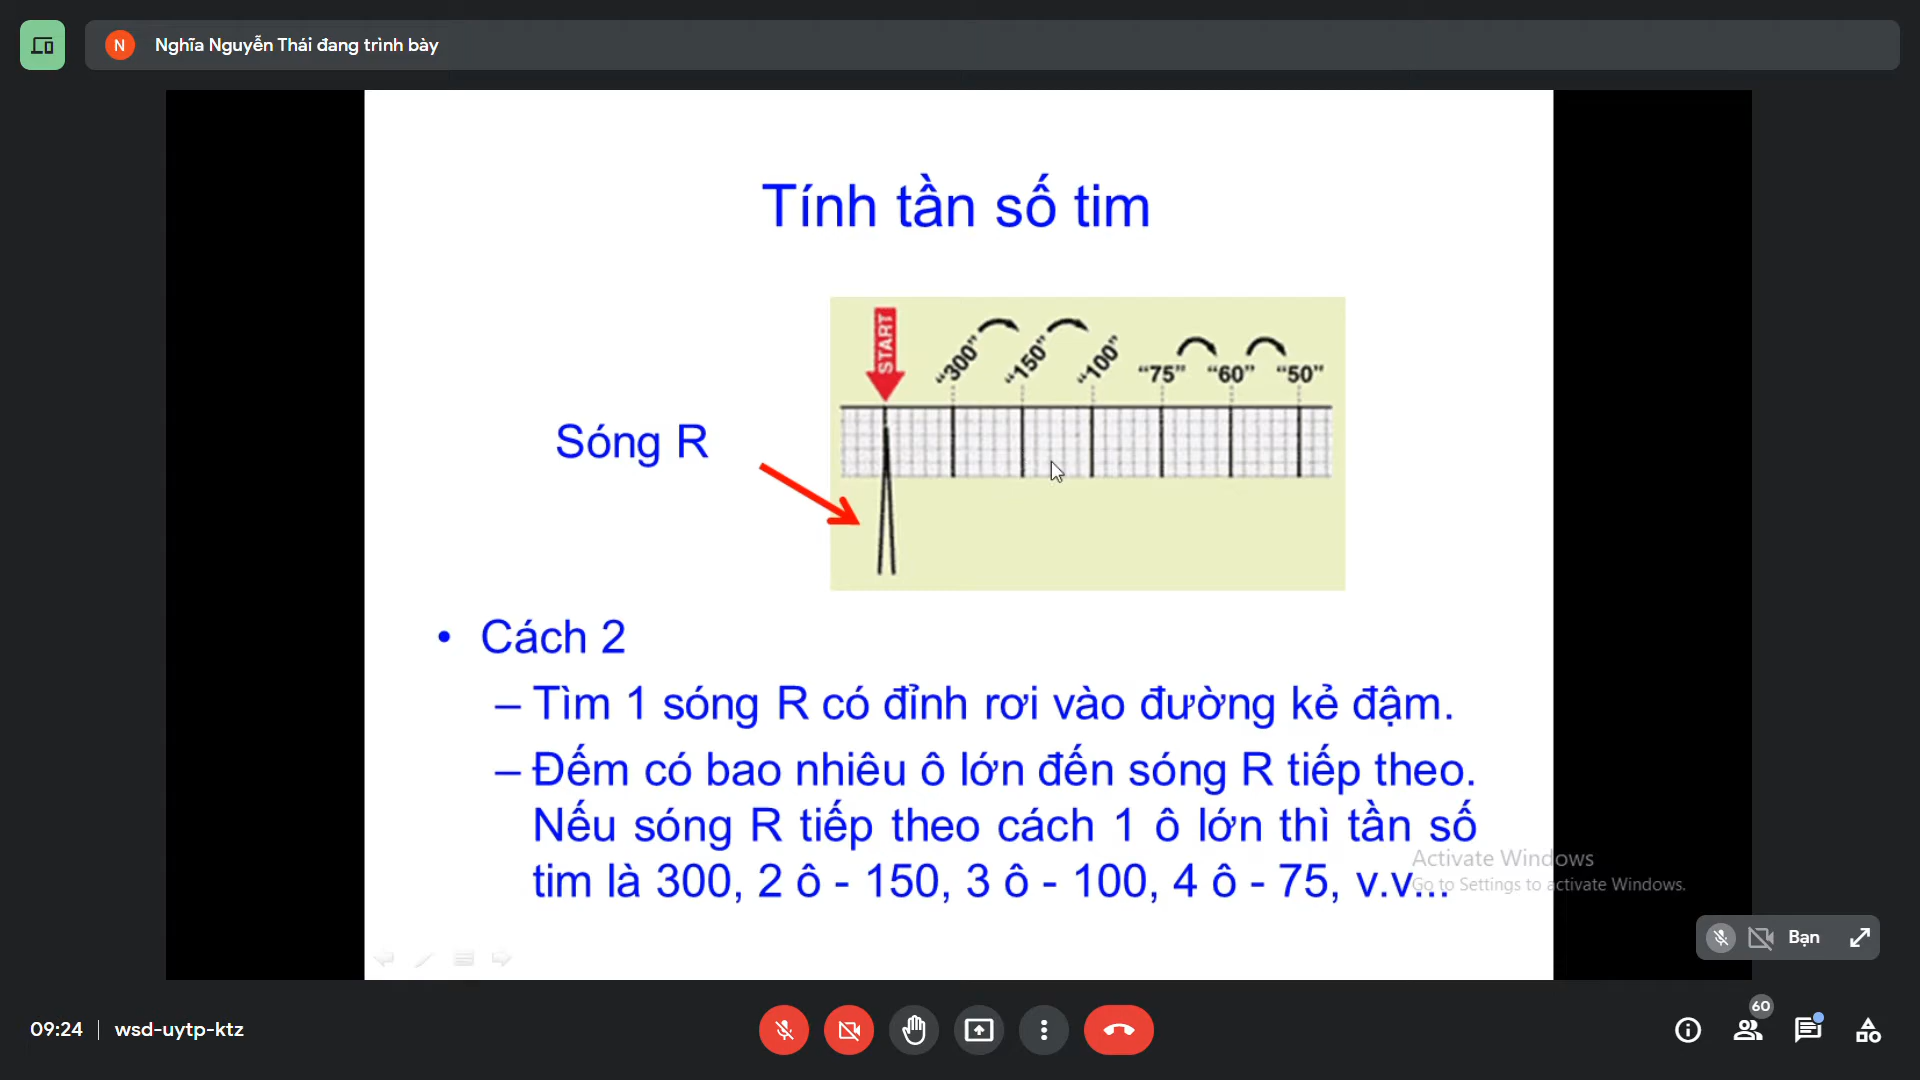 N Nghĩa Nguyễn Thái đang trình bày
Tính tần số tim
START
“300” “150” “100” “75” “60” “50”
Sóng R
• Cách 2
– Tìm 1 sóng R có đỉnh rơi vào đường kẻ đậm.
– Đếm có bao nhiêu ô lớn đến sóng R tiếp theo.
Nếu sóng R tiếp theo cách 1 ô lớn thì tần số
tim là 300, 2 ô - 150, 3 ô - 100, 4 ô - 75, v.v...
Activate Windows
Go to Settings to activate Windows.
Bạn
09:24 | wsd-uytp-ktz
60